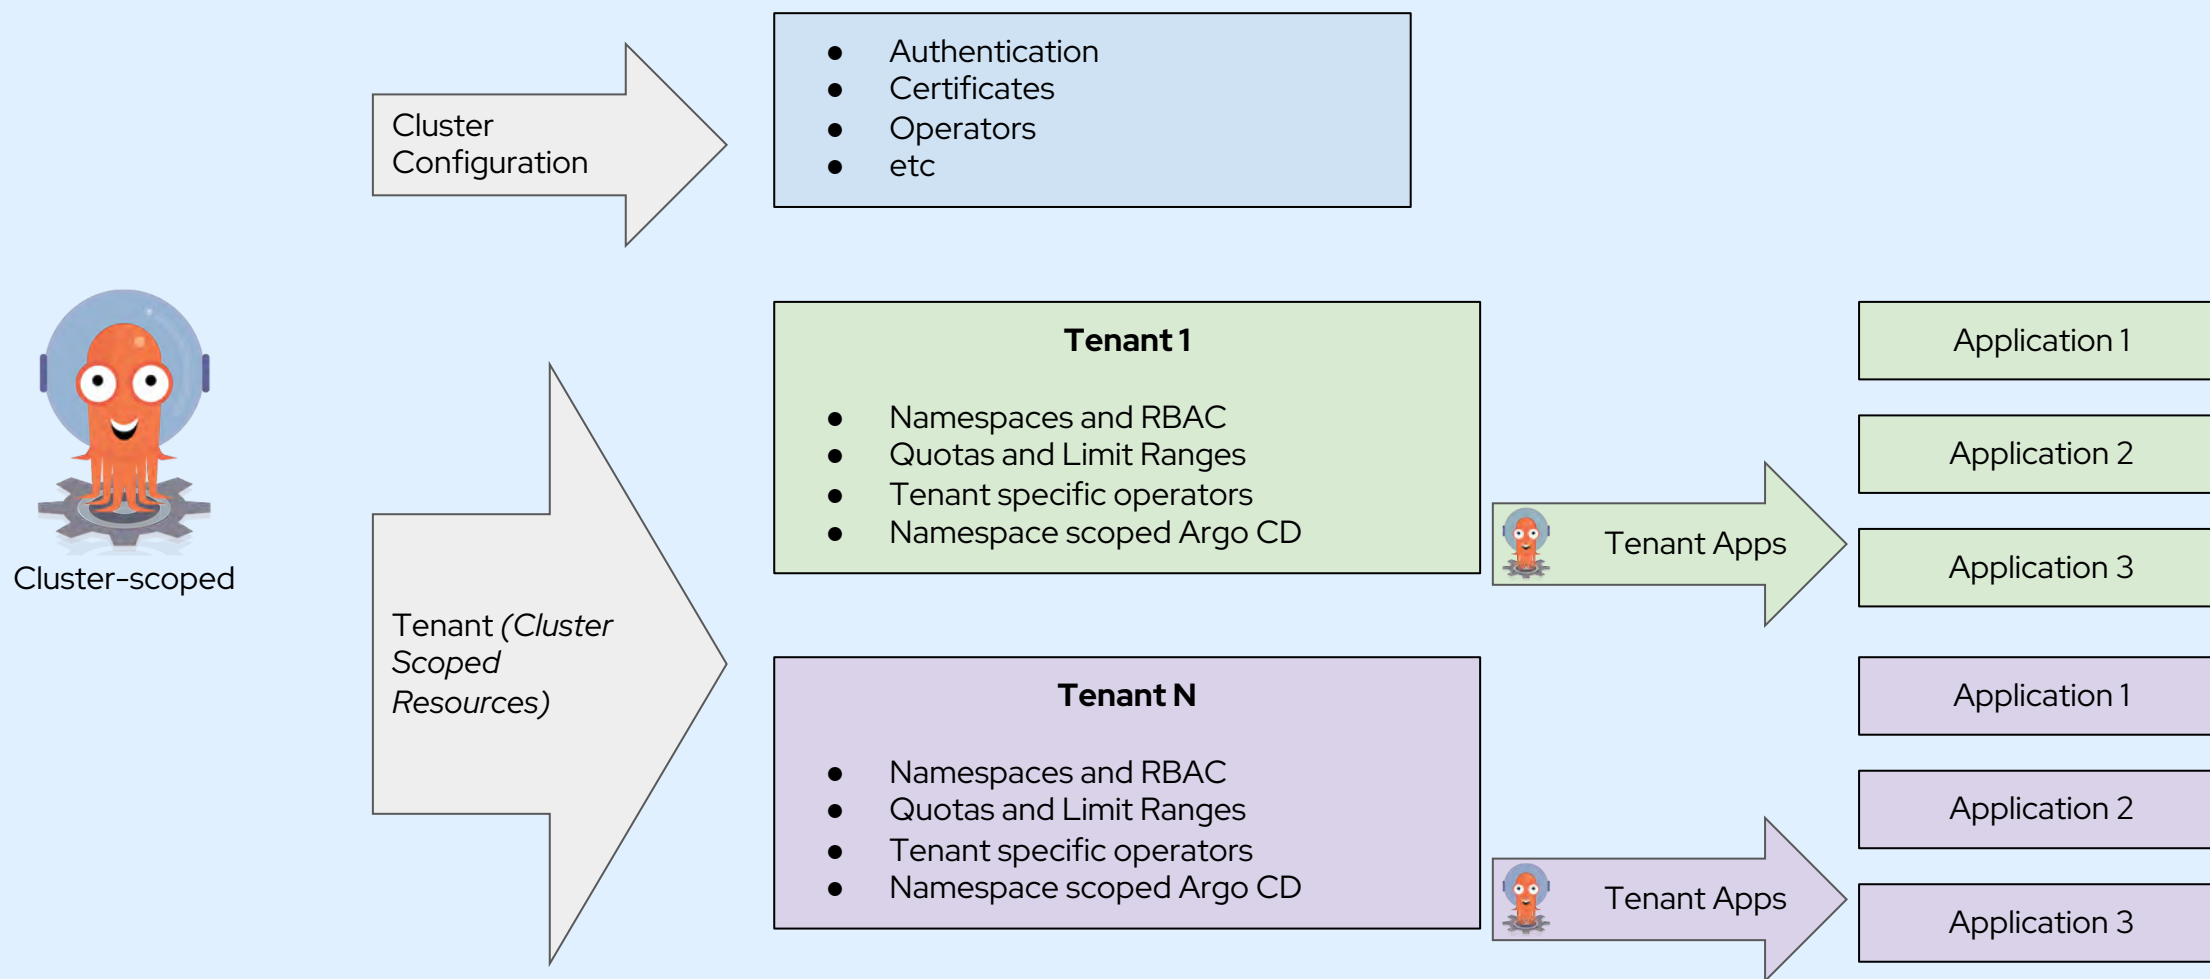 Cluster
Configuration
● Authentication
● Certificates
● Operators
● etc
Cluster-scoped
Tenant (Cluster
Scoped
Resources)
Tenant 1
● Namespaces and RBAC
● Quotas and Limit Ranges
● Tenant specific operators
● Namespace scoped Argo CD
Tenant Apps
Application 1
Application 2
Application 3
Tenant N
● Namespaces and RBAC
● Quotas and Limit Ranges
● Tenant specific operators
● Namespace scoped Argo CD
Tenant Apps
Application 1
Application 2
Application 3